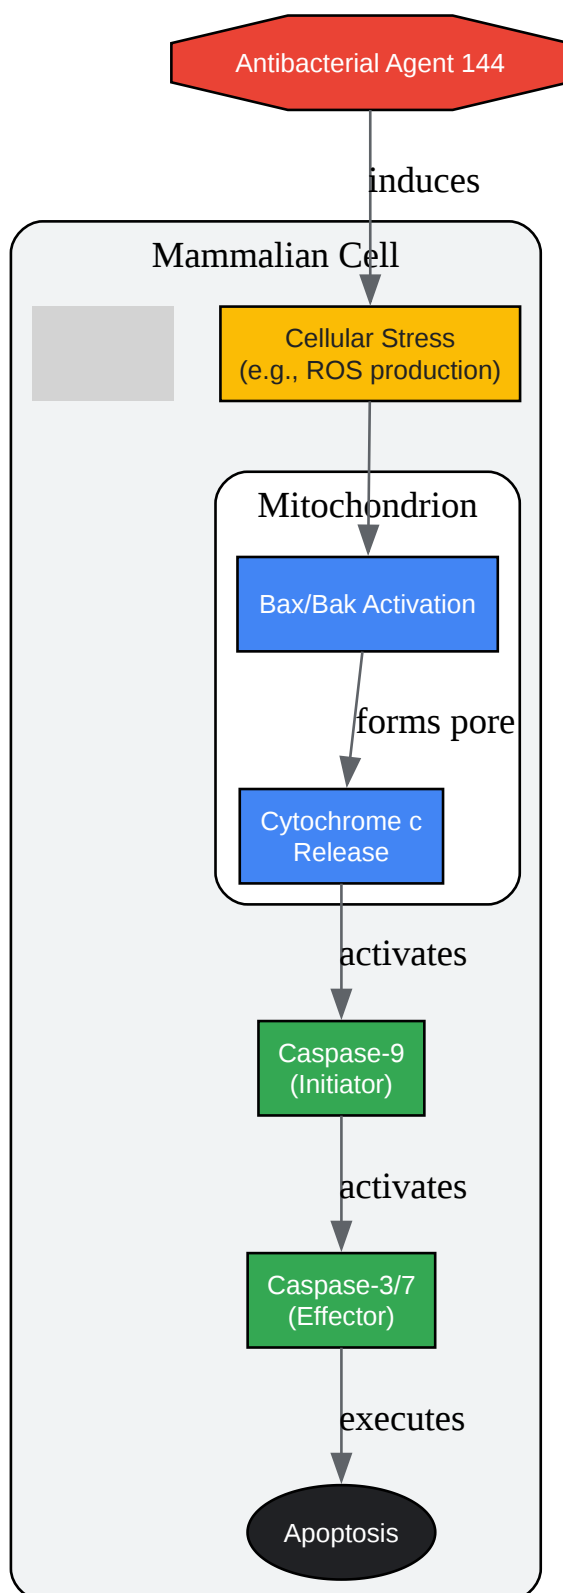 Antibacterial Agent 144
induces
Mammalian Cell
Cellular Stress
(e.g., ROS production)
Mitochondrion
Bax/Bak Activation
forms pore
Cytochrome c
Release
activates
Caspase-9
(Initiator)
activates
Caspase-3/7
(Effector)
executes
Apoptosis